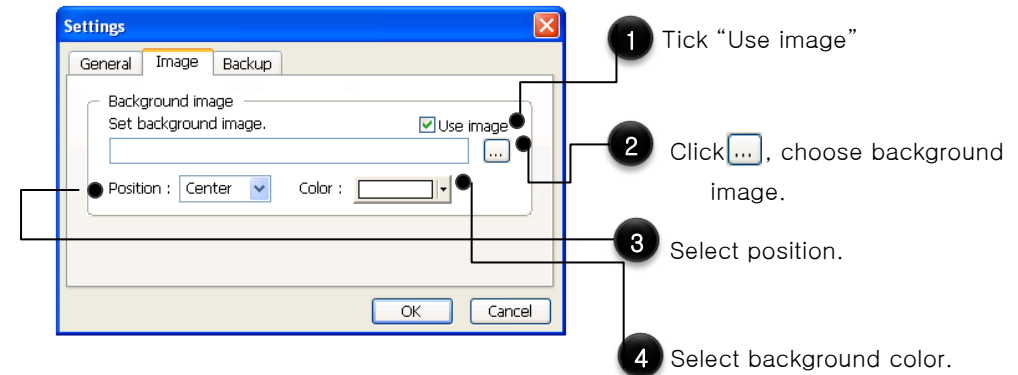 Settings
General Image Backup
Background image
Set background image. Use image
...
Position : Center Color :
OK Cancel
1 Tick “Use image”
2 Click ... , choose background
image.
3 Select position.
4 Select background color.